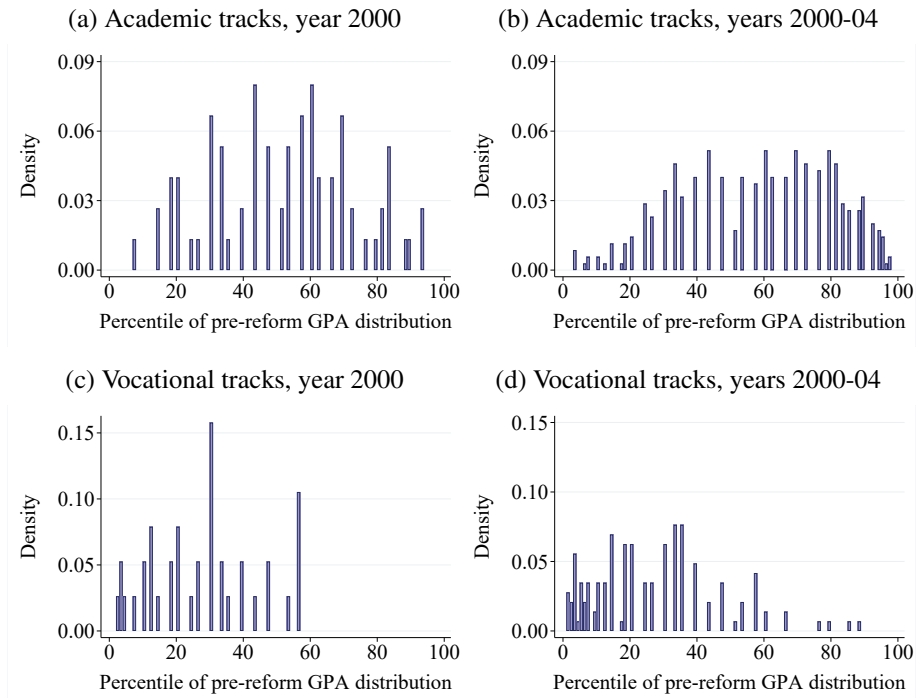 (a) Academic tracks, year 2000
0.09
0.06
0.03
0.00
Density
0 20 40 60 80 100
Percentile of pre-reform GPA distribution
(b) Academic tracks, years 2000-04
0.09
0.06
0.03
0.00
Density
0 20 40 60 80 100
Percentile of pre-reform GPA distribution
(c) Vocational tracks, year 2000
0.15
0.10
0.05
0.00
Density
0 20 40 60 80 100
Percentile of pre-reform GPA distribution
(d) Vocational tracks, years 2000-04
0.15
0.10
0.05
0.00
Density
0 20 40 60 80 100
Percentile of pre-reform GPA distribution